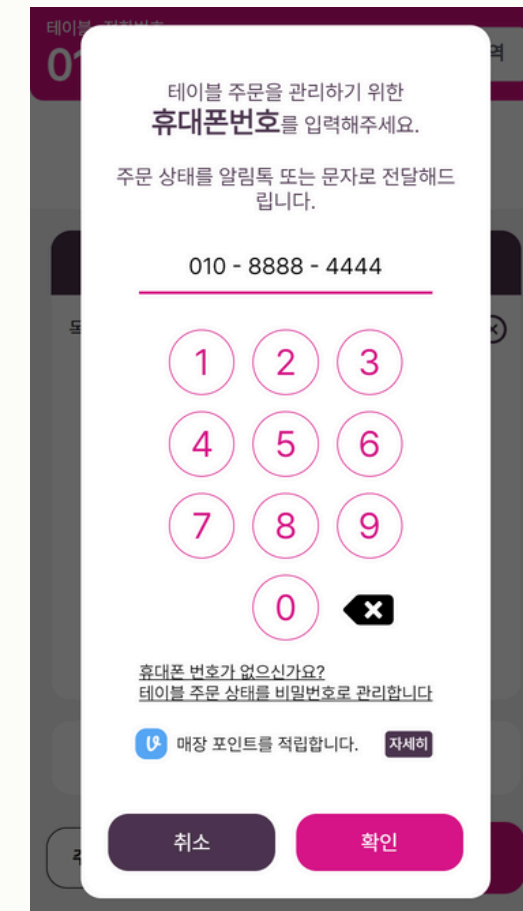 테이블 주문을 관리하기 위한
휴대폰번호를 입력해주세요.
주문 상태를 알림톡 또는 문자로 전달해드
립니다.
010 - 8888 - 4444
1 2 3
4 5 6
7 8 9
0
휴대폰 번호가 없으신가요?
테이블 주문 상태를 비밀번호로 관리합니다
매장 포인트를 적립합니다. 자세히
취소 확인